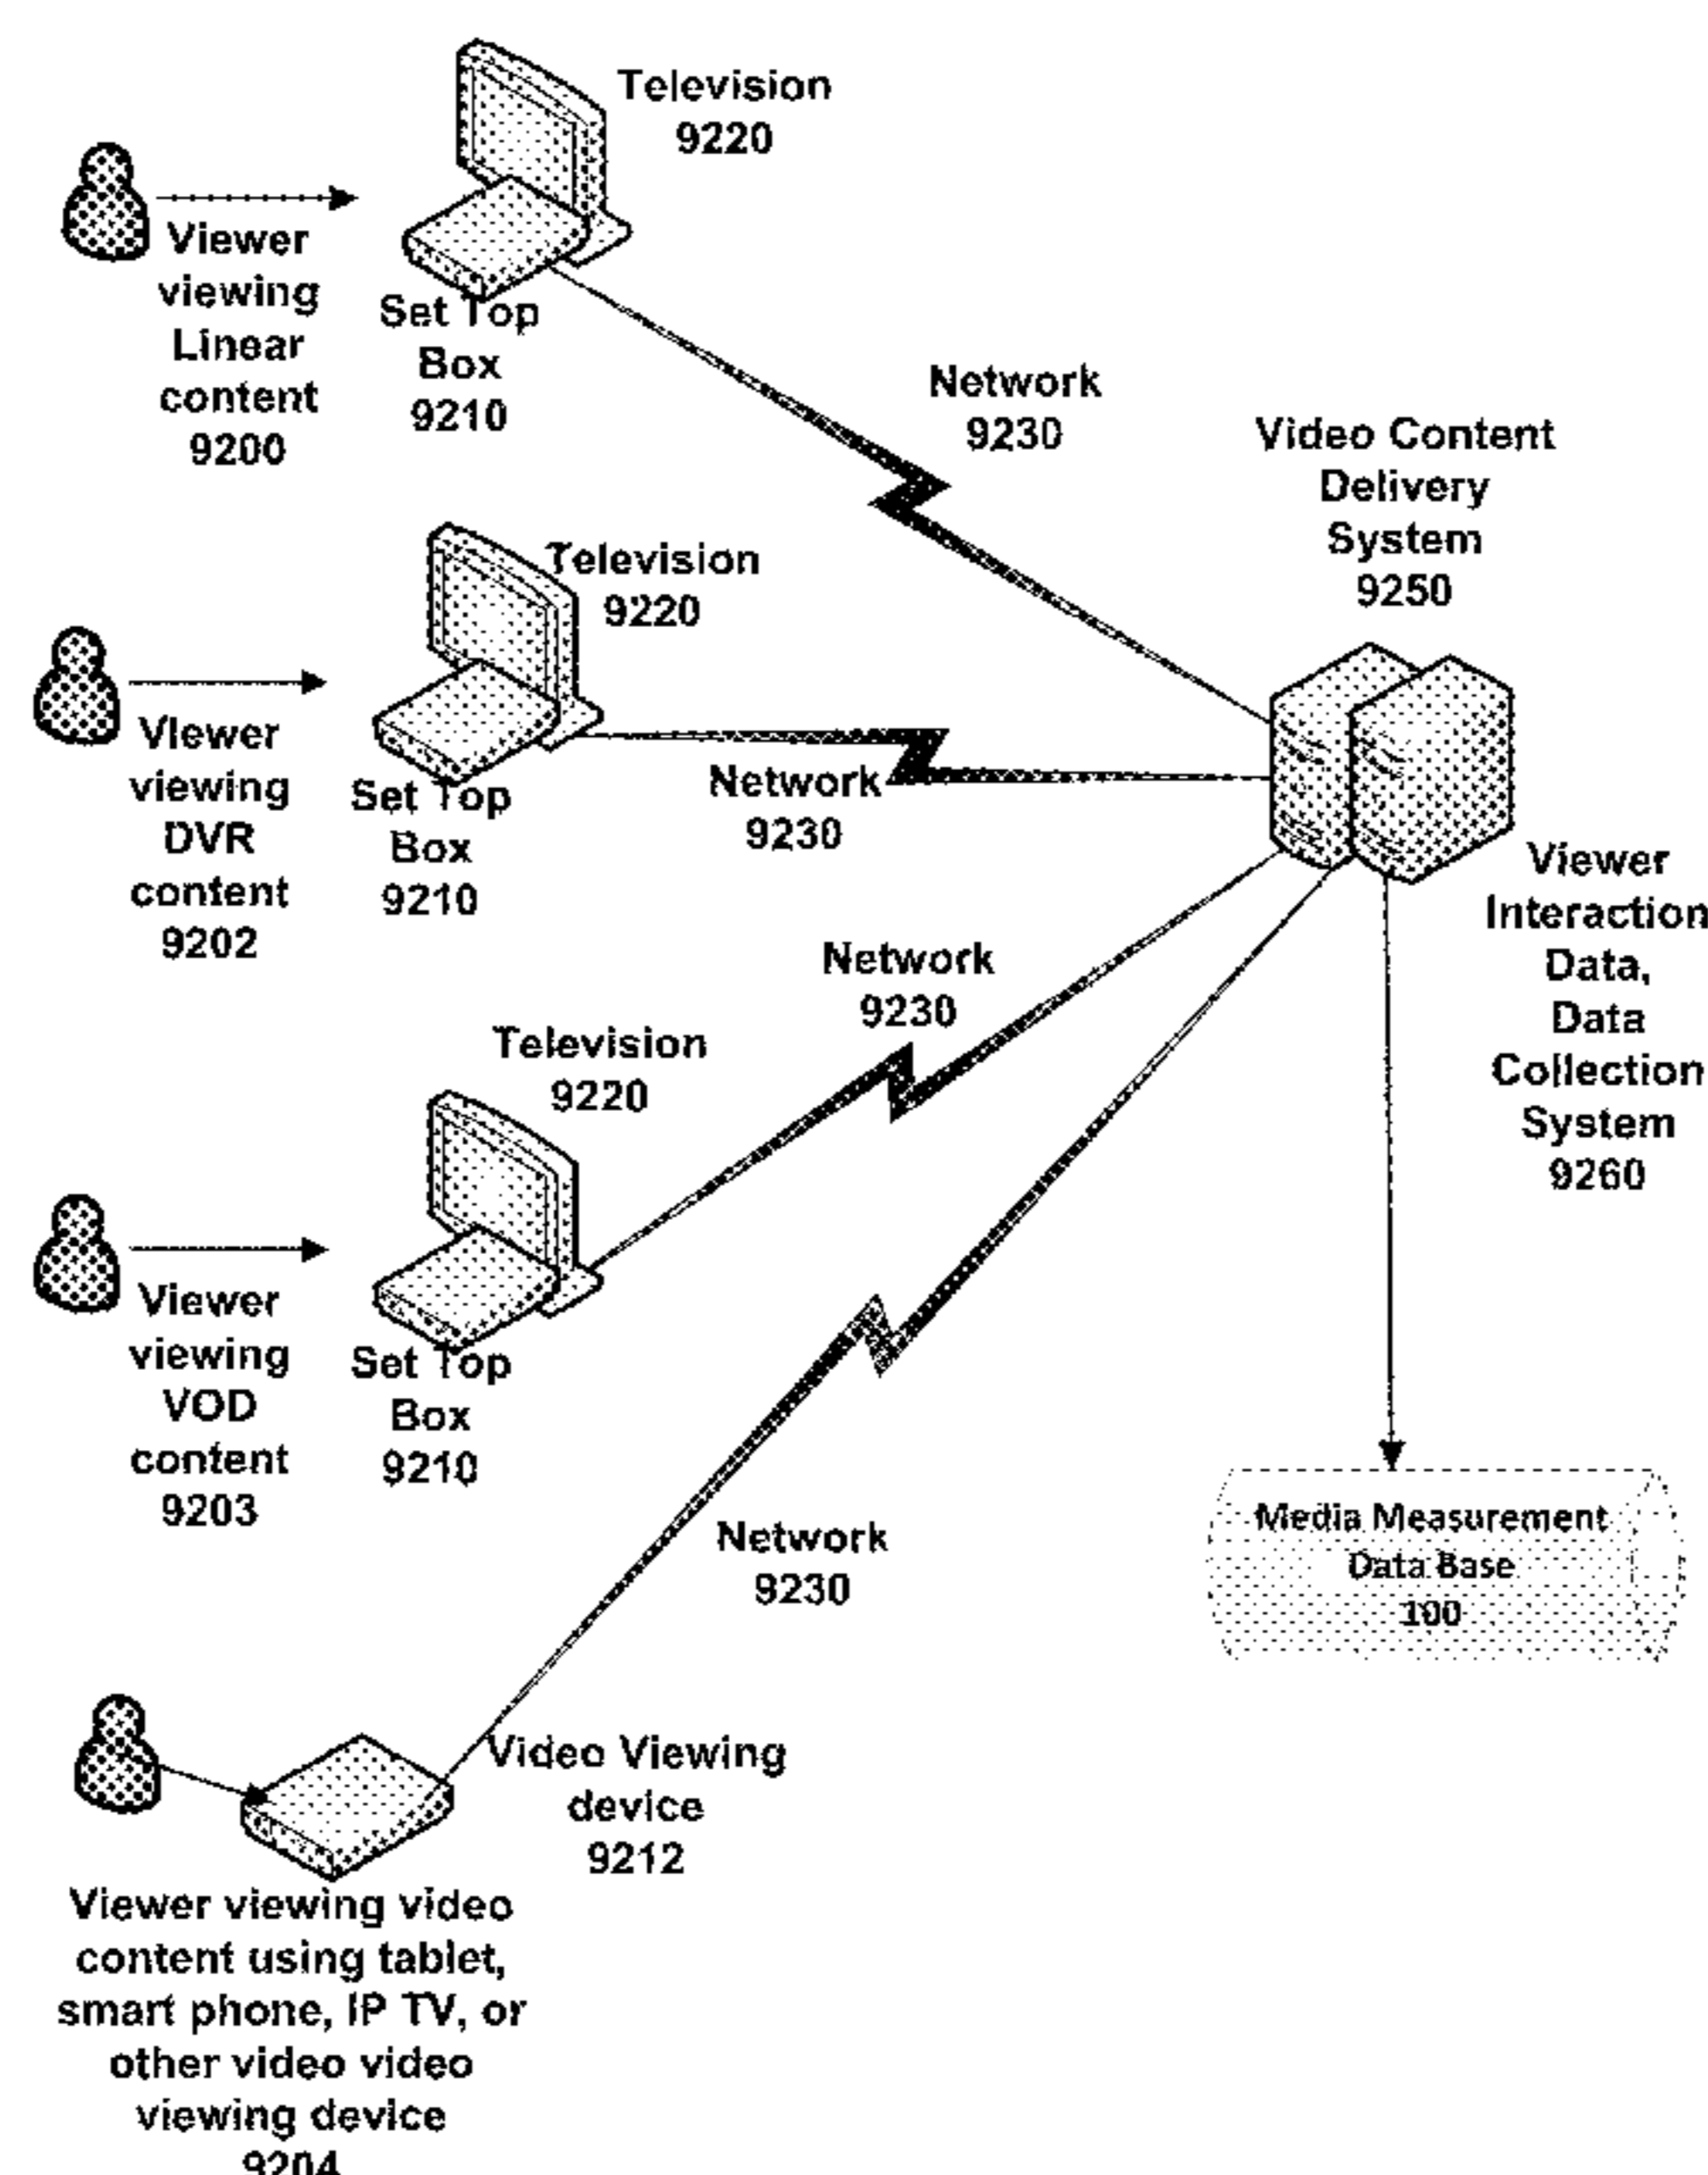 Television
9220
Viewer
viewing
Linear
content
9200
Set Top
Box
9210
Network
9230
Video Content
Delivery
System
9250
Television
9220
Viewer
viewing
DVR
content
9202
Set Top
Box
9210
Network
9230
Viewer
Interaction
Data,
Data
Collection
System
9260
Network
9230
Television
9220
Viewer
viewing
VOD
content
9203
Set Top
Box
9210
Media Measurement
Data Base
100
Network
9230
Video Viewing
device
9212
Viewer viewing video
content using tablet,
smart phone, IP TV, or
other video video
viewing device
9204